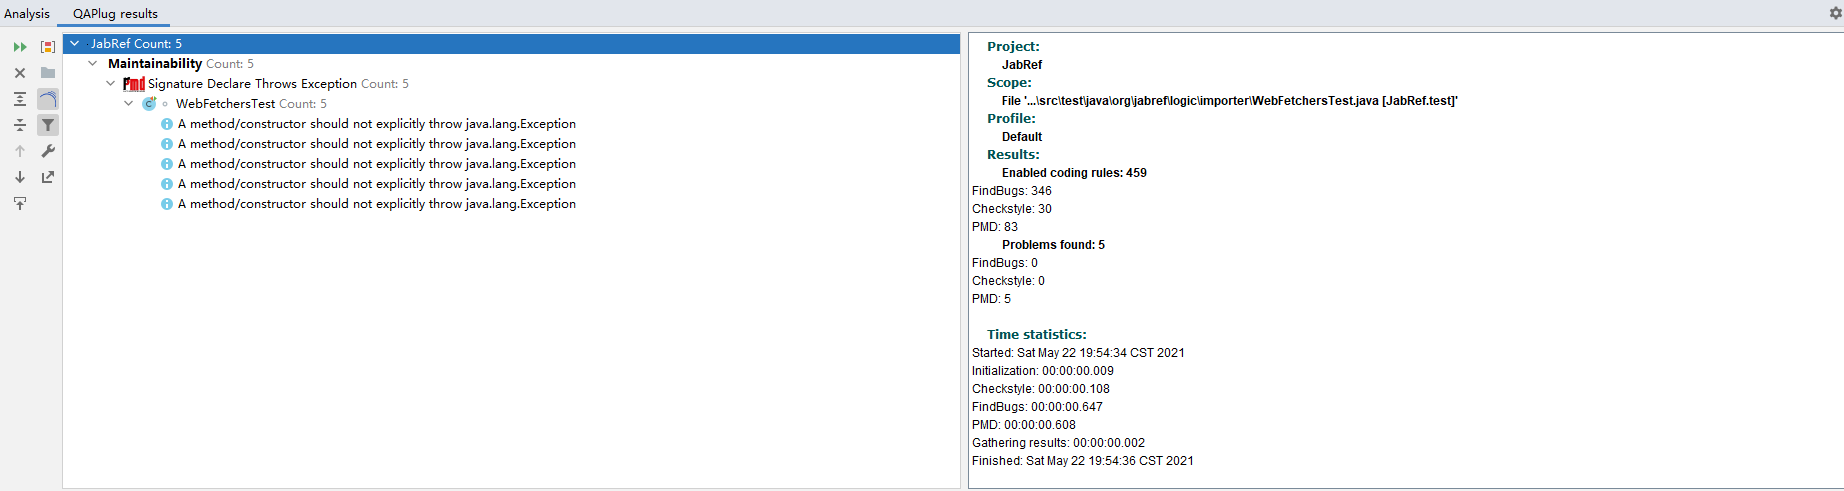 Analysis QAPlug results
JabRef Count: 5
Maintainability Count: 5
pmd Signature Declare Throws Exception Count: 5
C WebFetchersTest Count: 5
A method/constructor should not explicitly throw java.lang.Exception
A method/constructor should not explicitly throw java.lang.Exception
A method/constructor should not explicitly throw java.lang.Exception
A method/constructor should not explicitly throw java.lang.Exception
A method/constructor should not explicitly throw java.lang.Exception
Project:
JabRef
Scope:
File '...\src\test\java\org\jabref\logic\importer\WebFetchersTest.java [JabRef.test]'
Profile:
Default
Results:
Enabled coding rules: 459
FindBugs: 346
Checkstyle: 30
PMD: 83
Problems found: 5
FindBugs: 0
Checkstyle: 0
PMD: 5
Time statistics:
Started: Sat May 22 19:54:34 CST 2021
Initialization: 00:00:00.009
Checkstyle: 00:00:00.108
FindBugs: 00:00:00.647
PMD: 00:00:00.608
Gathering results: 00:00:00.002
Finished: Sat May 22 19:54:36 CST 2021